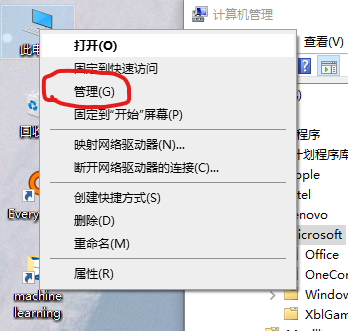 计算机管理
打开(O)
查看(V)
固定到快速访问
管理(G)
固定到"开始"屏幕(P)
映射网络驱动器(N)...
断开网络驱动器的连接(C)...
创建快捷方式(S)
删除(D)
重命名(M)
属性(R)
此电
回收
Every
machine
learning
程序
计划程序库
pple
ntel
enovo
icrosoft
Office
OneCor
Window
XblGam